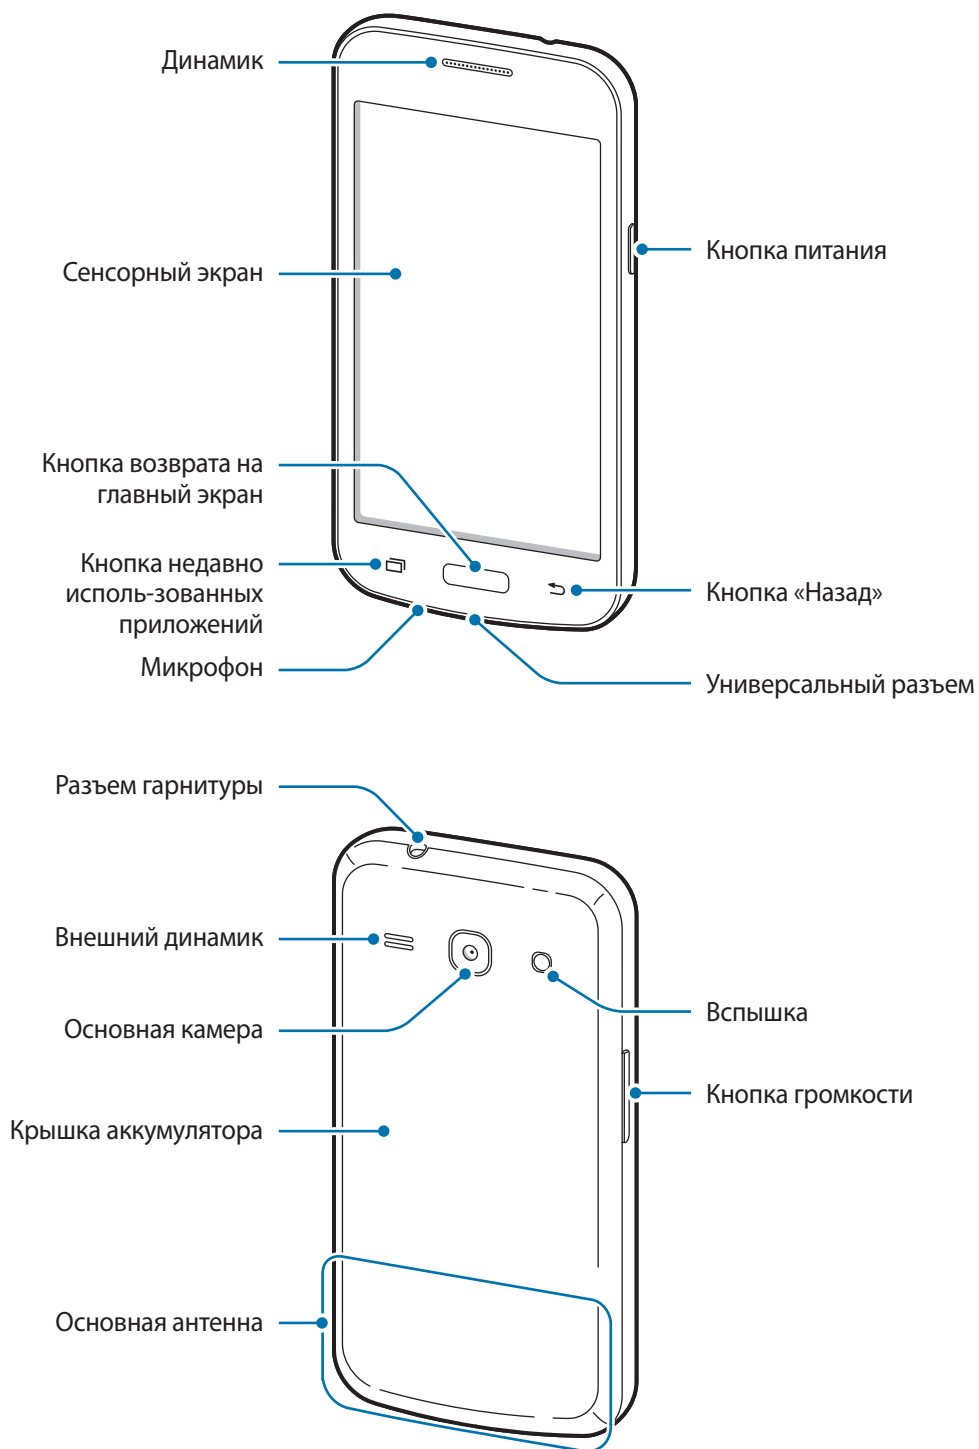 Динамик
Кнопка питания
Сенсорный экран
Кнопка возврата на
главный экран
Кнопка недавно
исполь-зованных
приложений
Кнопка «Назад»
Микрофон
Универсальный разъем
Разъем гарнитуры
Внешний динамик
Вспышка
Основная камера
Кнопка громкости
Крышка аккумулятора
Основная антенна